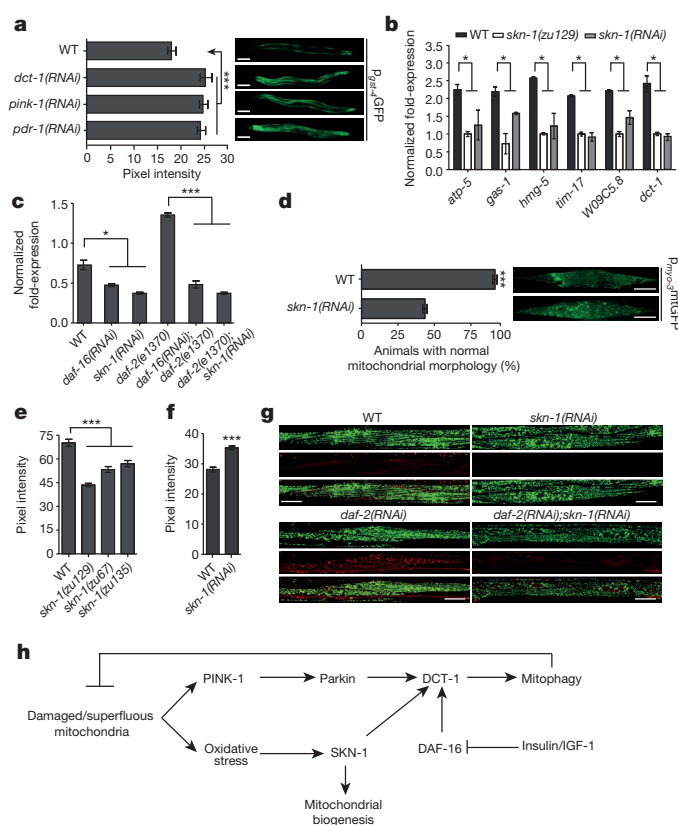 a
WT
dct-1(RNAi)
pink-1(RNAi)
pdr-1(RNAi)
***
0 5 10 15 20 25 30
Pixel intensity
pgst-4GFP
b
WT skn-1(zu129) skn-1(RNAi)
Normalized fold-expression
3.0
2.5
2.0
1.5
1.0
0.5
0
* * * * * *
atp-5
gas-1
hmg-5
tim-17
W09C5.8
dct-1
c
Normalized
fold-expression
1.5
1.0
0.5
0
*
***
WT
daf-16(RNAi)
skn-1(RNAi)
daf-2(e1370)
daf-16(RNAi);
daf-2(e1370)
daf-2(e1370);
skn-1(RNAi)
d
WT
skn-1(RNAi)
***
0 25 50 75 100
Animals with normal
mitochondrial morphology (%)
pmyo-3mtGFP
e
Pixel intensity
75
60
45
30
15
0
***
WT
skn-1(zu129)
skn-1(zu67)
skn-1(zu135)
f
Pixel intensity
40
30
20
10
0
***
WT
skn-1(RNAi)
g
WT
skn-1(RNAi)
daf-2(RNAi)
daf-2(RNAi);skn-1(RNAi)
h
PINK-1
Parkin
DCT-1
Mitophagy
Damaged/superfluous
mitochondria
Oxidative
stress
SKN-1
DAF-16
Insulin/IGF-1
Mitochondrial
biogenesis